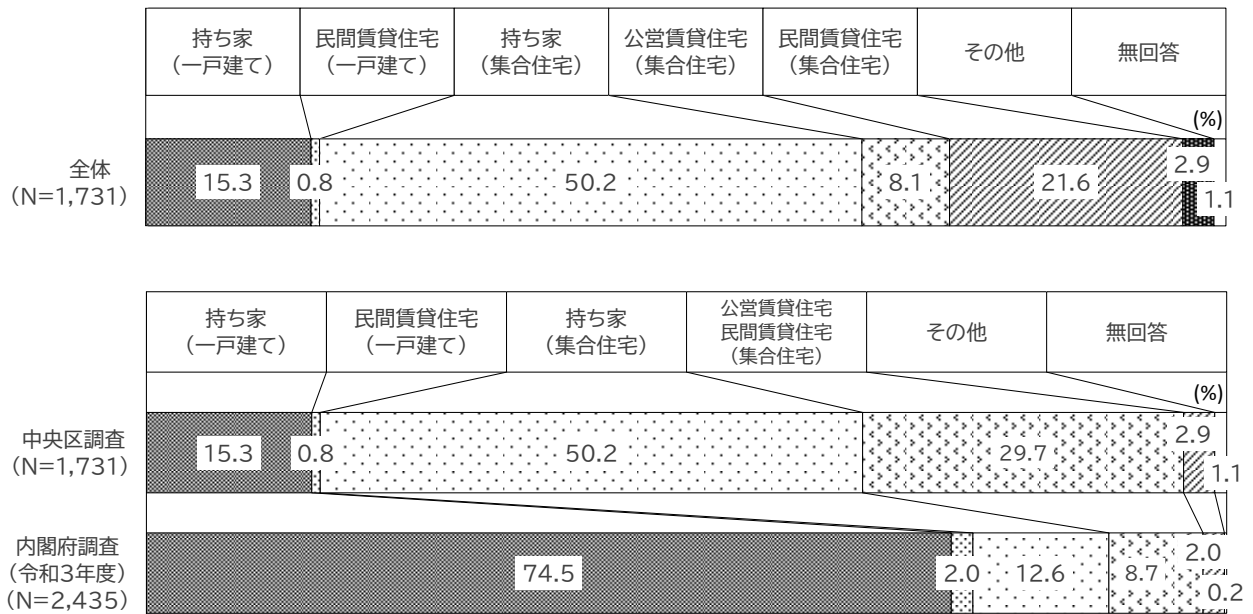 持ち家
（一戸建て）
民間賃貸住宅
（一戸建て）
持ち家
（集合住宅）
公営賃貸住宅
（集合住宅）
民間賃貸住宅
（集合住宅）
その他
無回答
(%)
全体
（N=1,731）
15.3
0.8
50.2
8.1
21.6
2.9
1.1
持ち家
（一戸建て）
民間賃貸住宅
（一戸建て）
持ち家
（集合住宅）
公営賃貸住宅
民間賃貸住宅
（集合住宅）
その他
無回答
(%)
中央区調査
（N=1,731）
15.3
0.8
50.2
29.7
2.9
1.1
内閣府調査
（令和3年度）
（N=2,435）
74.5
2.0
12.6
8.7
2.0
0.2